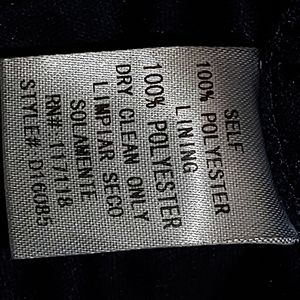 SELF
100% POLYESTER
LINING
100% POLYESTER
DRY CLEAN ONLY
LIMPIAR SECO
SOLAMENTE
RN#: 117118
STYLE# D16085